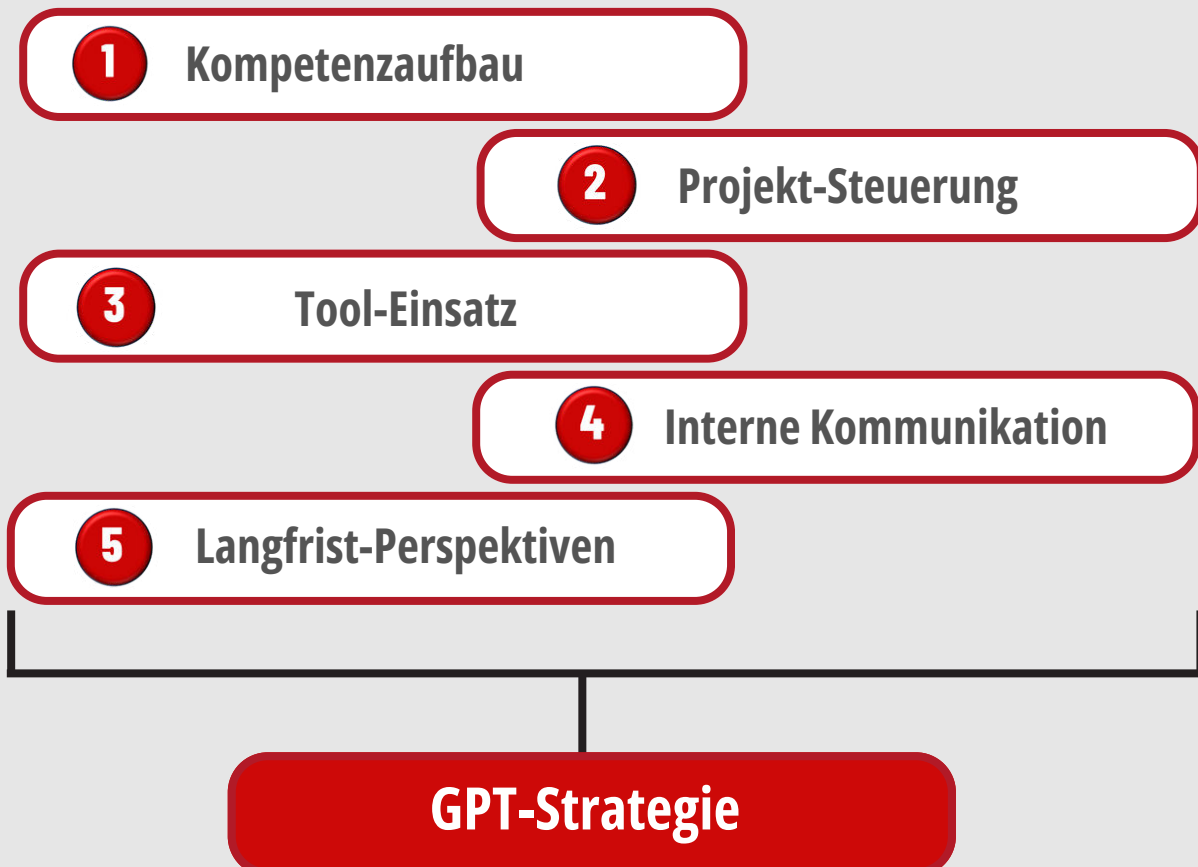 1 Kompetenzaufbau
2 Projekt-Steuerung
3 Tool-Einsatz
4 Interne Kommunikation
5 Langfrist-Perspektiven
GPT-Strategie